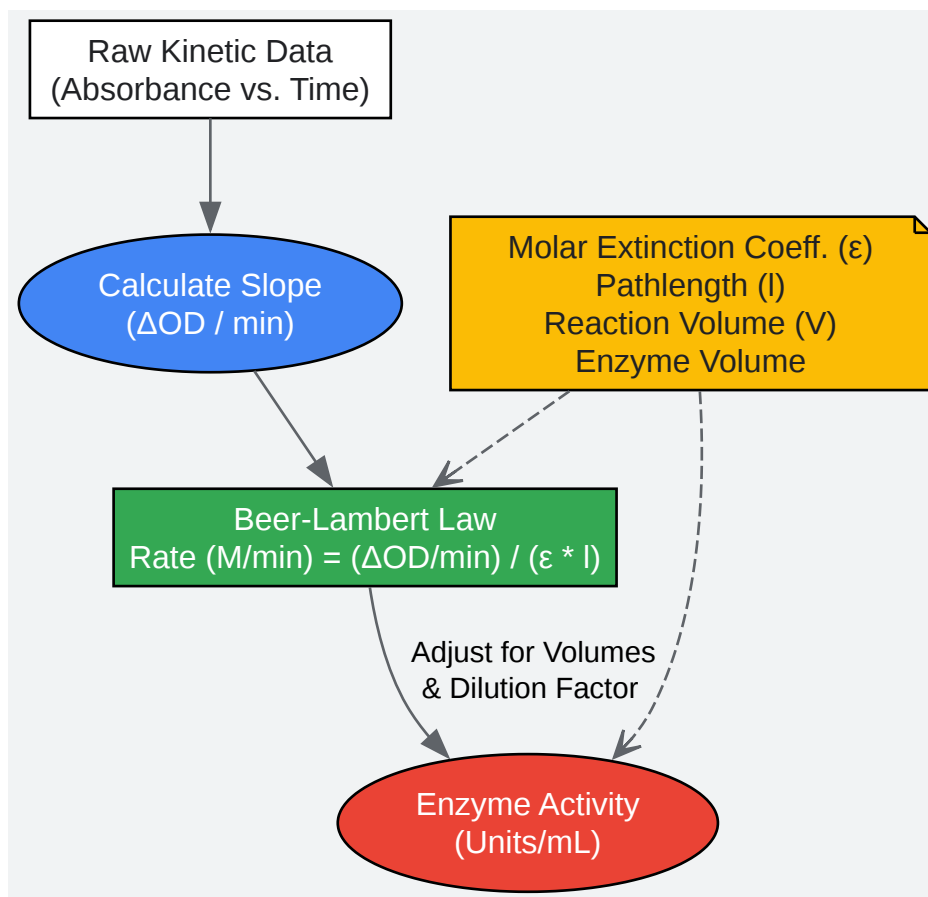 Raw Kinetic Data
(Absorbance vs. Time)
Calculate Slope
(ΔOD / min)
Molar Extinction Coeff. (ε)
Pathlength (l)
Reaction Volume (V)
Enzyme Volume
Beer-Lambert Law
Rate (M/min) = (ΔOD/min) / (ε * l)
Adjust for Volumes
& Dilution Factor
Enzyme Activity
(Units/mL)